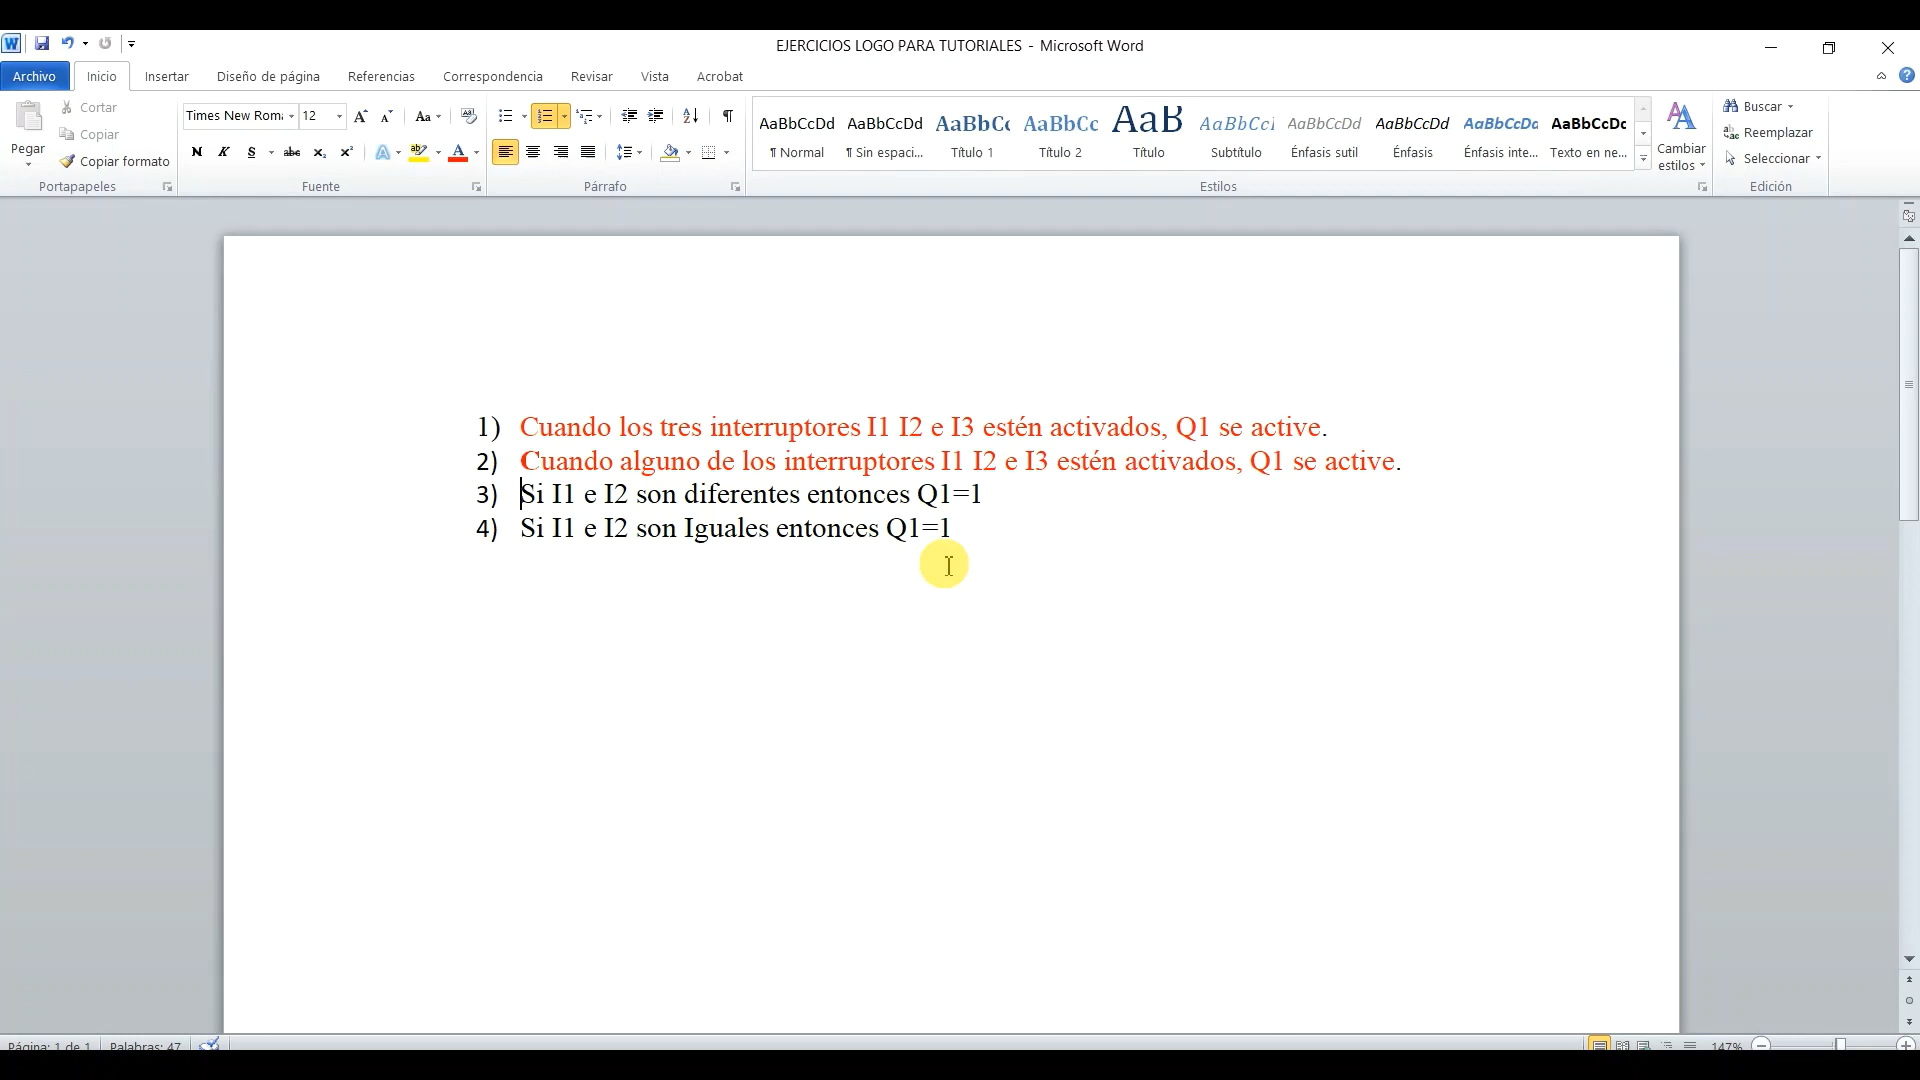 EJERCICIOS LOGO PARA TUTORIALES - Microsoft Word
Archivo Inicio Insertar Diseño de página Referencias Correspondencia Revisar Vista Acrobat
Pegar
Cortar
Copiar
Copiar formato
Portapapeles
Times New Rom 12
Fuente
Párrafo
AaBbCcDd AaBbCcDd AaBbCc AaBbCc AaB AaBbCcI AaBbCcDd AaBbCcDd AaBbCcDd AaBbCcDc
¶ Normal ¶ Sin espaci... Título 1 Título 2 Título Subtítulo Énfasis sutil Énfasis Énfasis inte... Texto en ne...
Estilos
Cambiar
estilos
Buscar
Reemplazar
Seleccionar
Edición
1) Cuando los tres interruptores I1 I2 e I3 estén activados, Q1 se active.
2) Cuando alguno de los interruptores I1 I2 e I3 estén activados, Q1 se active.
3) Si I1 e I2 son diferentes entonces Q1=1
4) Si I1 e I2 son Iguales entonces Q1=1
Página: 1 de 1 Palabras: 47 147%